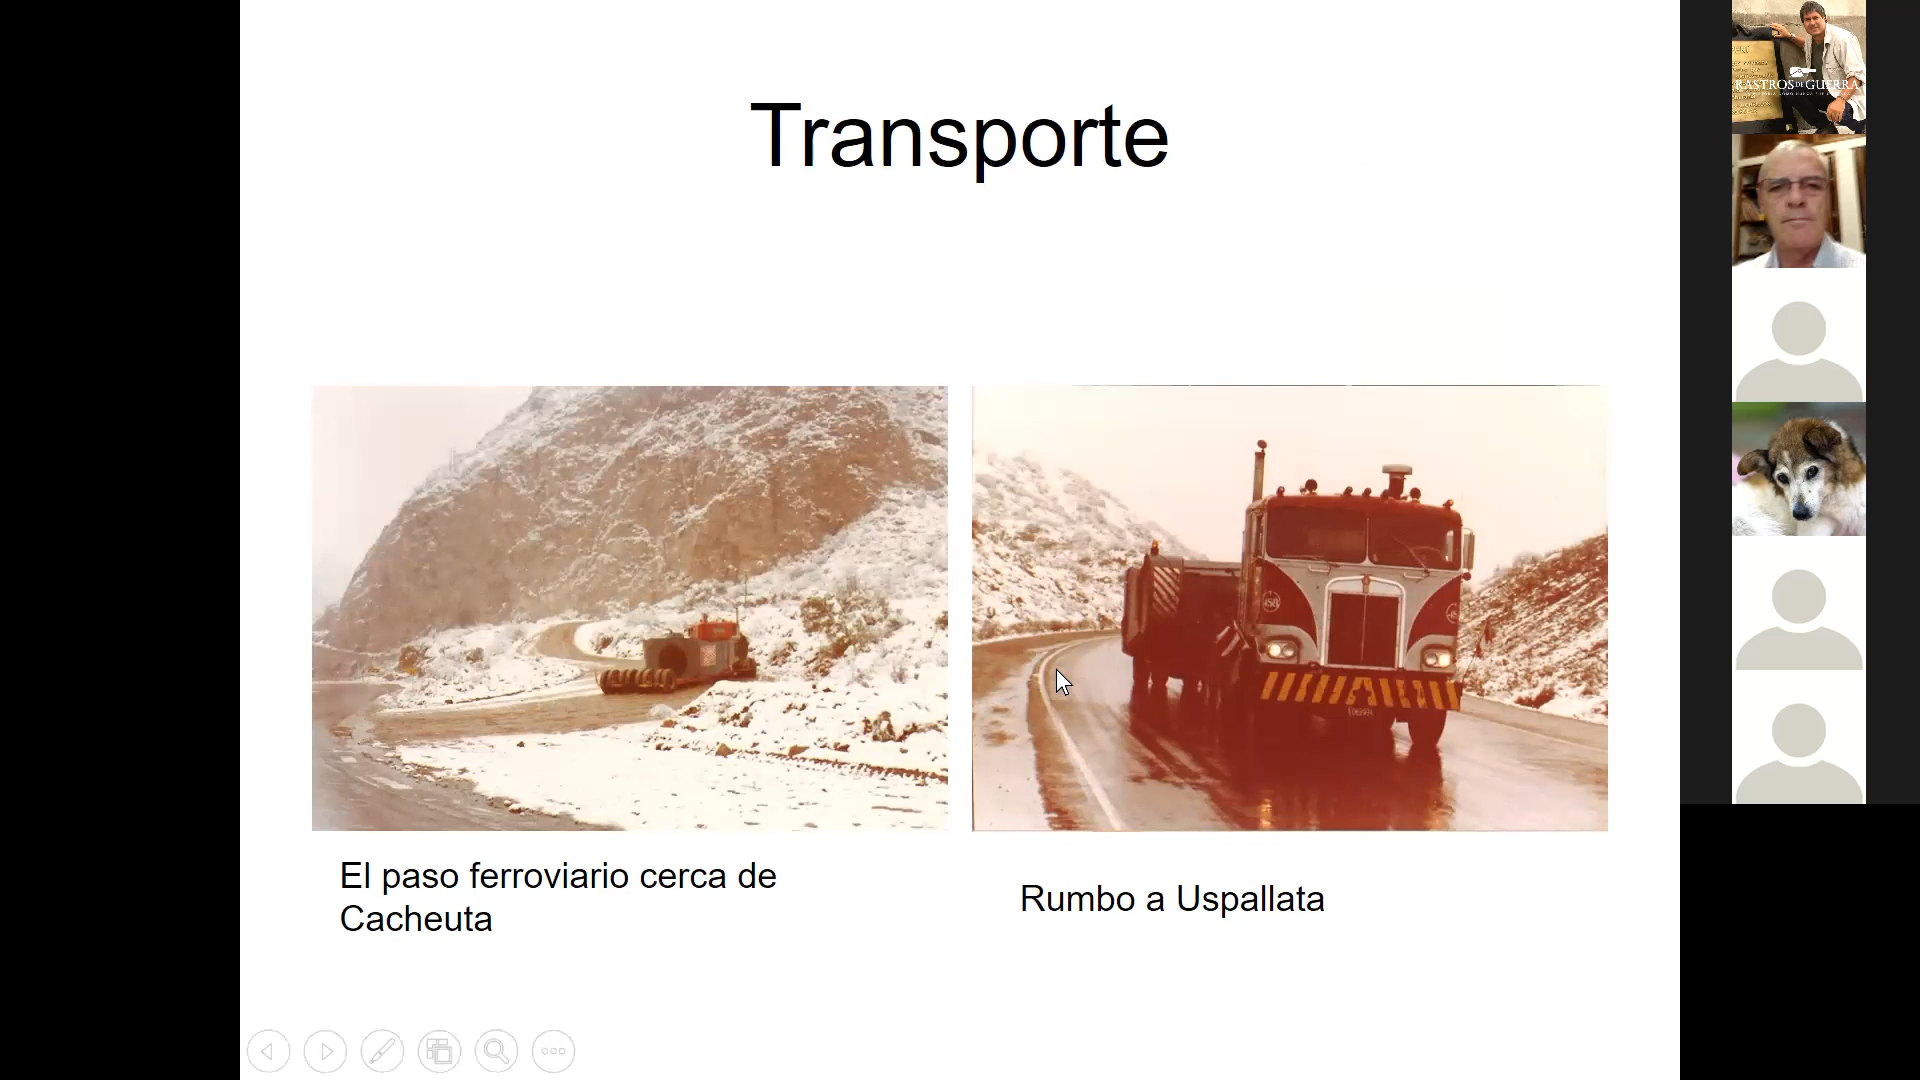 Transporte
RASTROS DE GUERRA
El paso ferroviario cerca de
Cacheuta
Rumbo a Uspallata